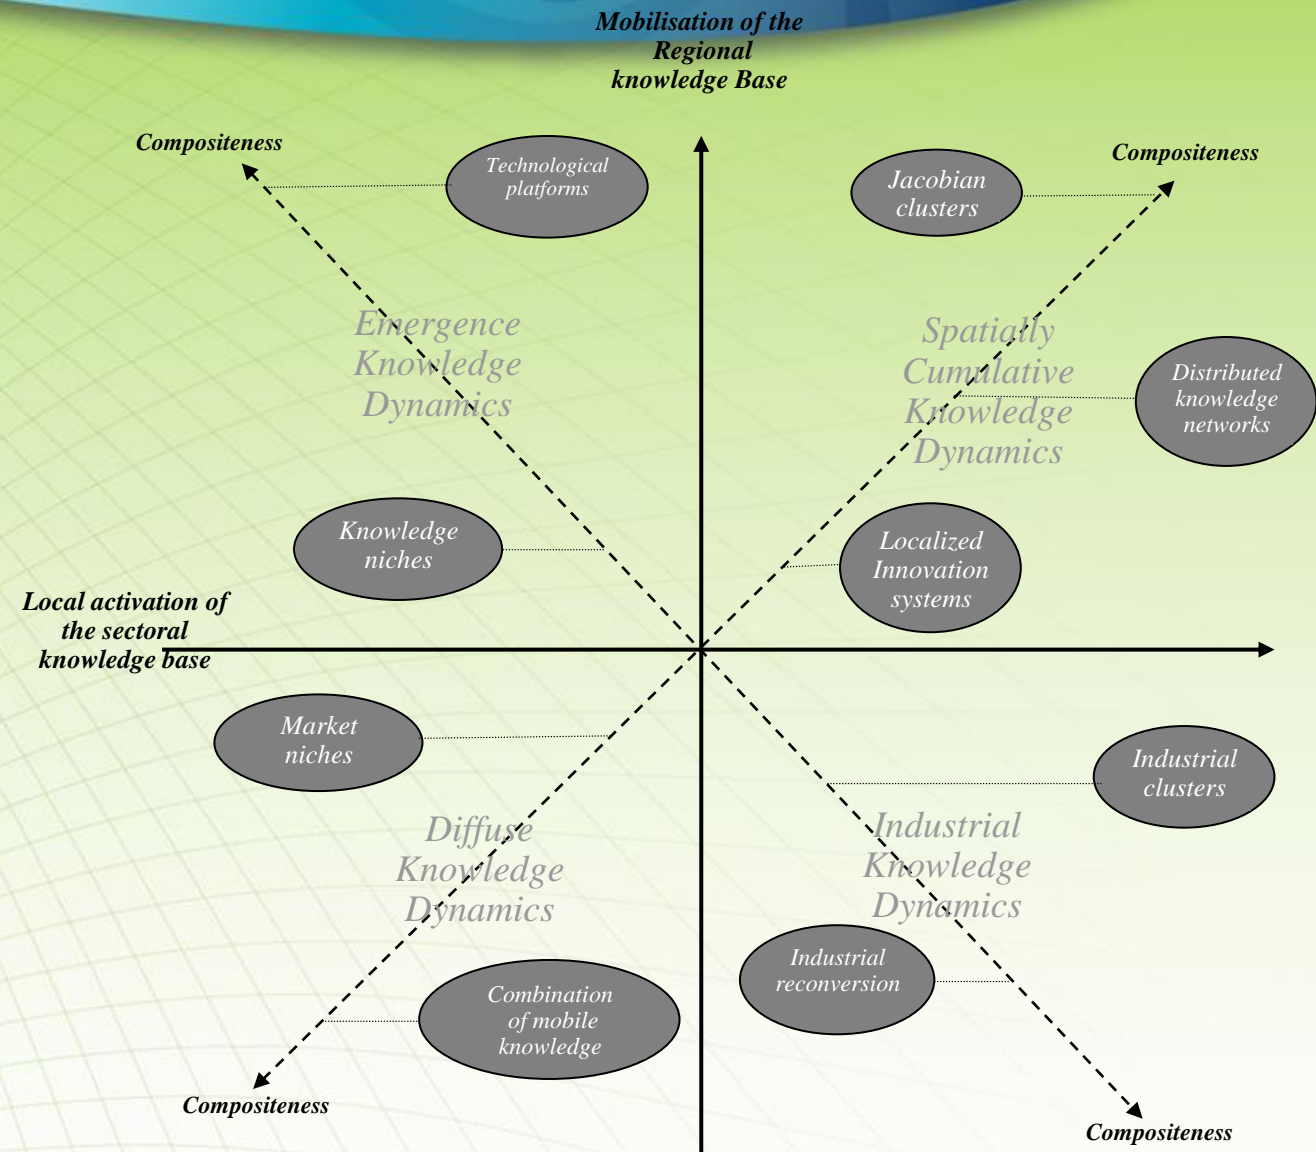 Mobilisation of the
Regional
knowledge Base
Compositeness
Technological
platforms
Jacobian
clusters
Compositeness
Emergence
Knowledge
Dynamics
Spatially
Cumulative
Knowledge
Dynamics
Distributed
knowledge
networks
Knowledge
niches
Localized
Innovation
systems
Local activation of
the sectoral
knowledge base
Market
niches
Industrial
clusters
Diffuse
Knowledge
Dynamics
Industrial
Knowledge
Dynamics
Industrial
reconversion
Combination
of mobile
knowledge
Compositeness
Compositeness